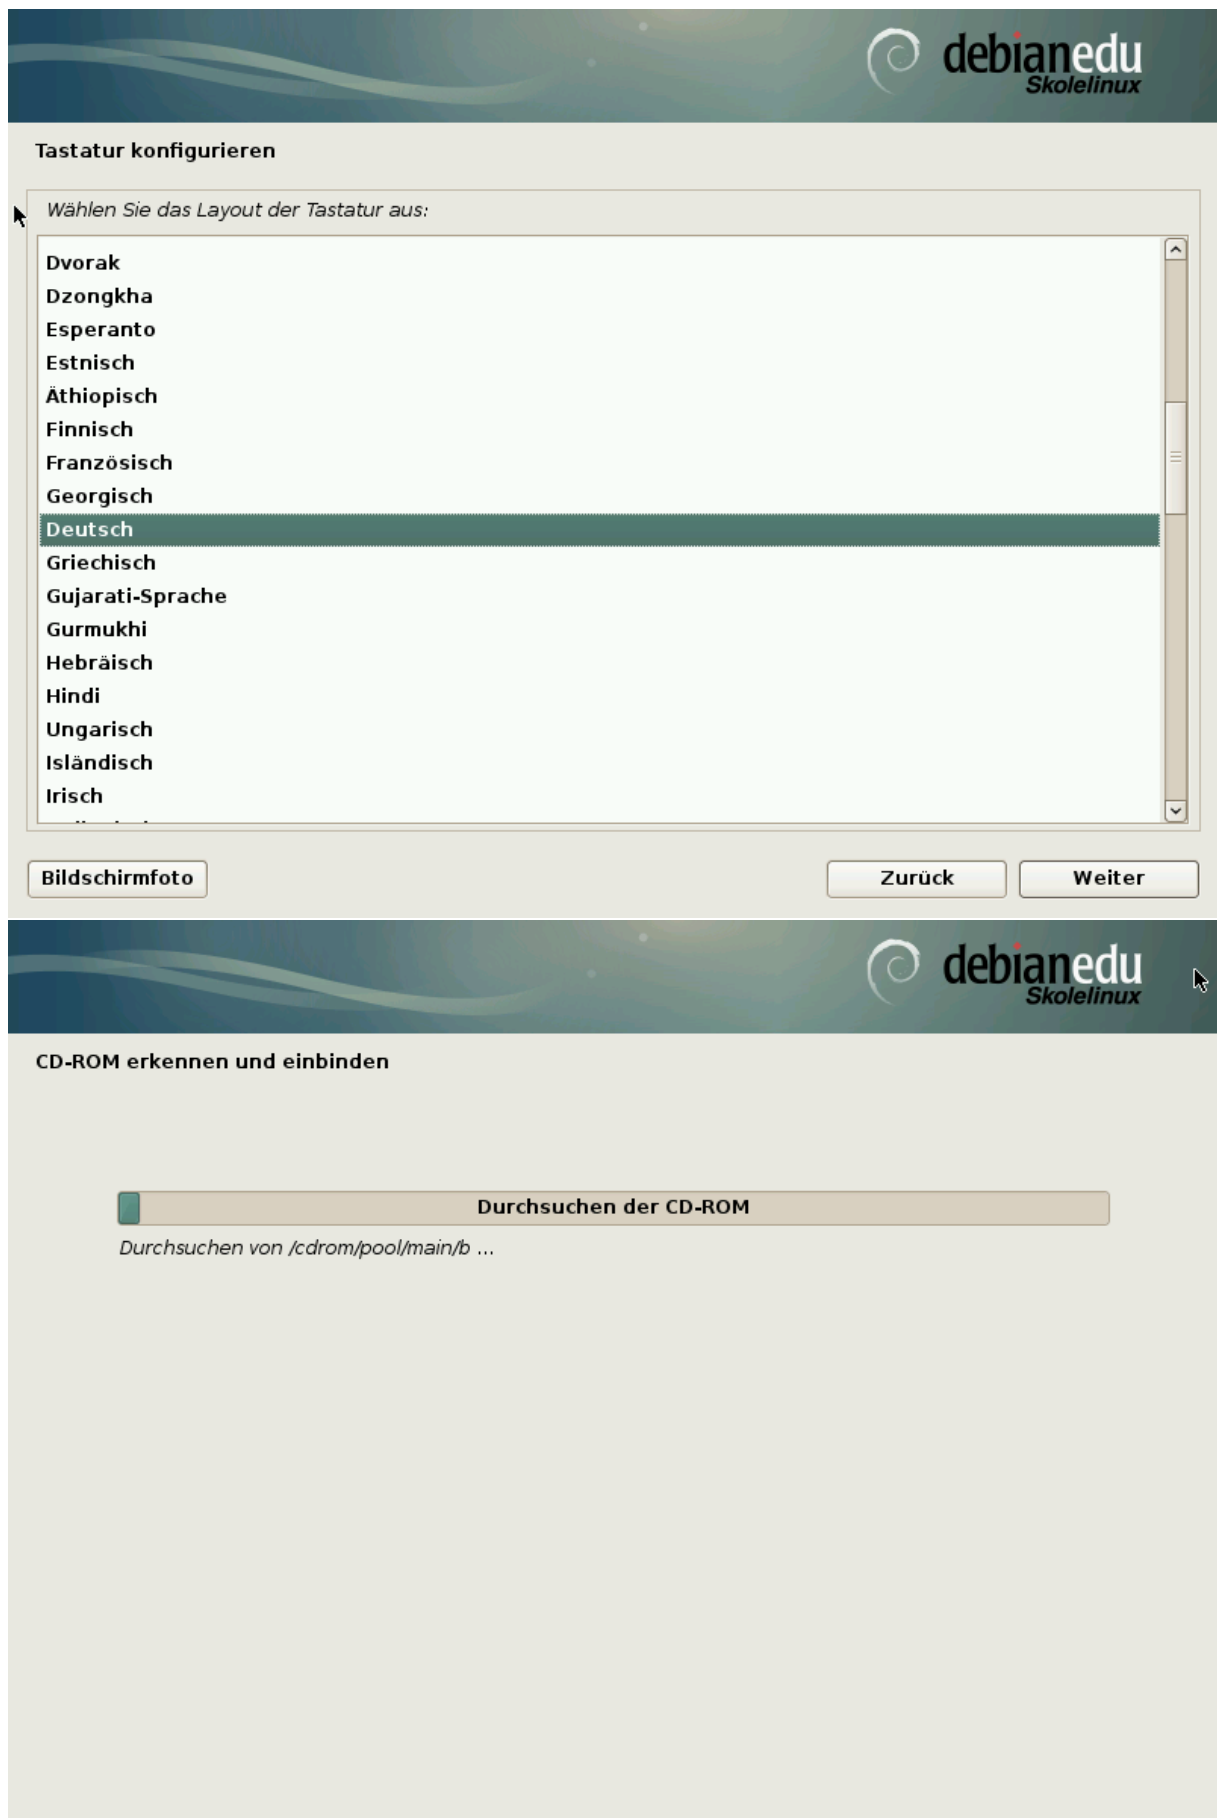 debianedu
Skolelinux
Tastatur konfigurieren
Wählen Sie das Layout der Tastatur aus:
Dvorak
Dzongkha
Esperanto
Estnisch
Äthiopisch
Finnisch
Französisch
Georgisch
Deutsch
Griechisch
Gujarati-Sprache
Gurmukhi
Hebräisch
Hindi
Ungarisch
Isländisch
Irisch
Bildschirmfoto
Zurück
Weiter
debianedu
Skolelinux
CD-ROM erkennen und einbinden
Durchsuchen der CD-ROM
Durchsuchen von /cdrom/pool/main/b ...